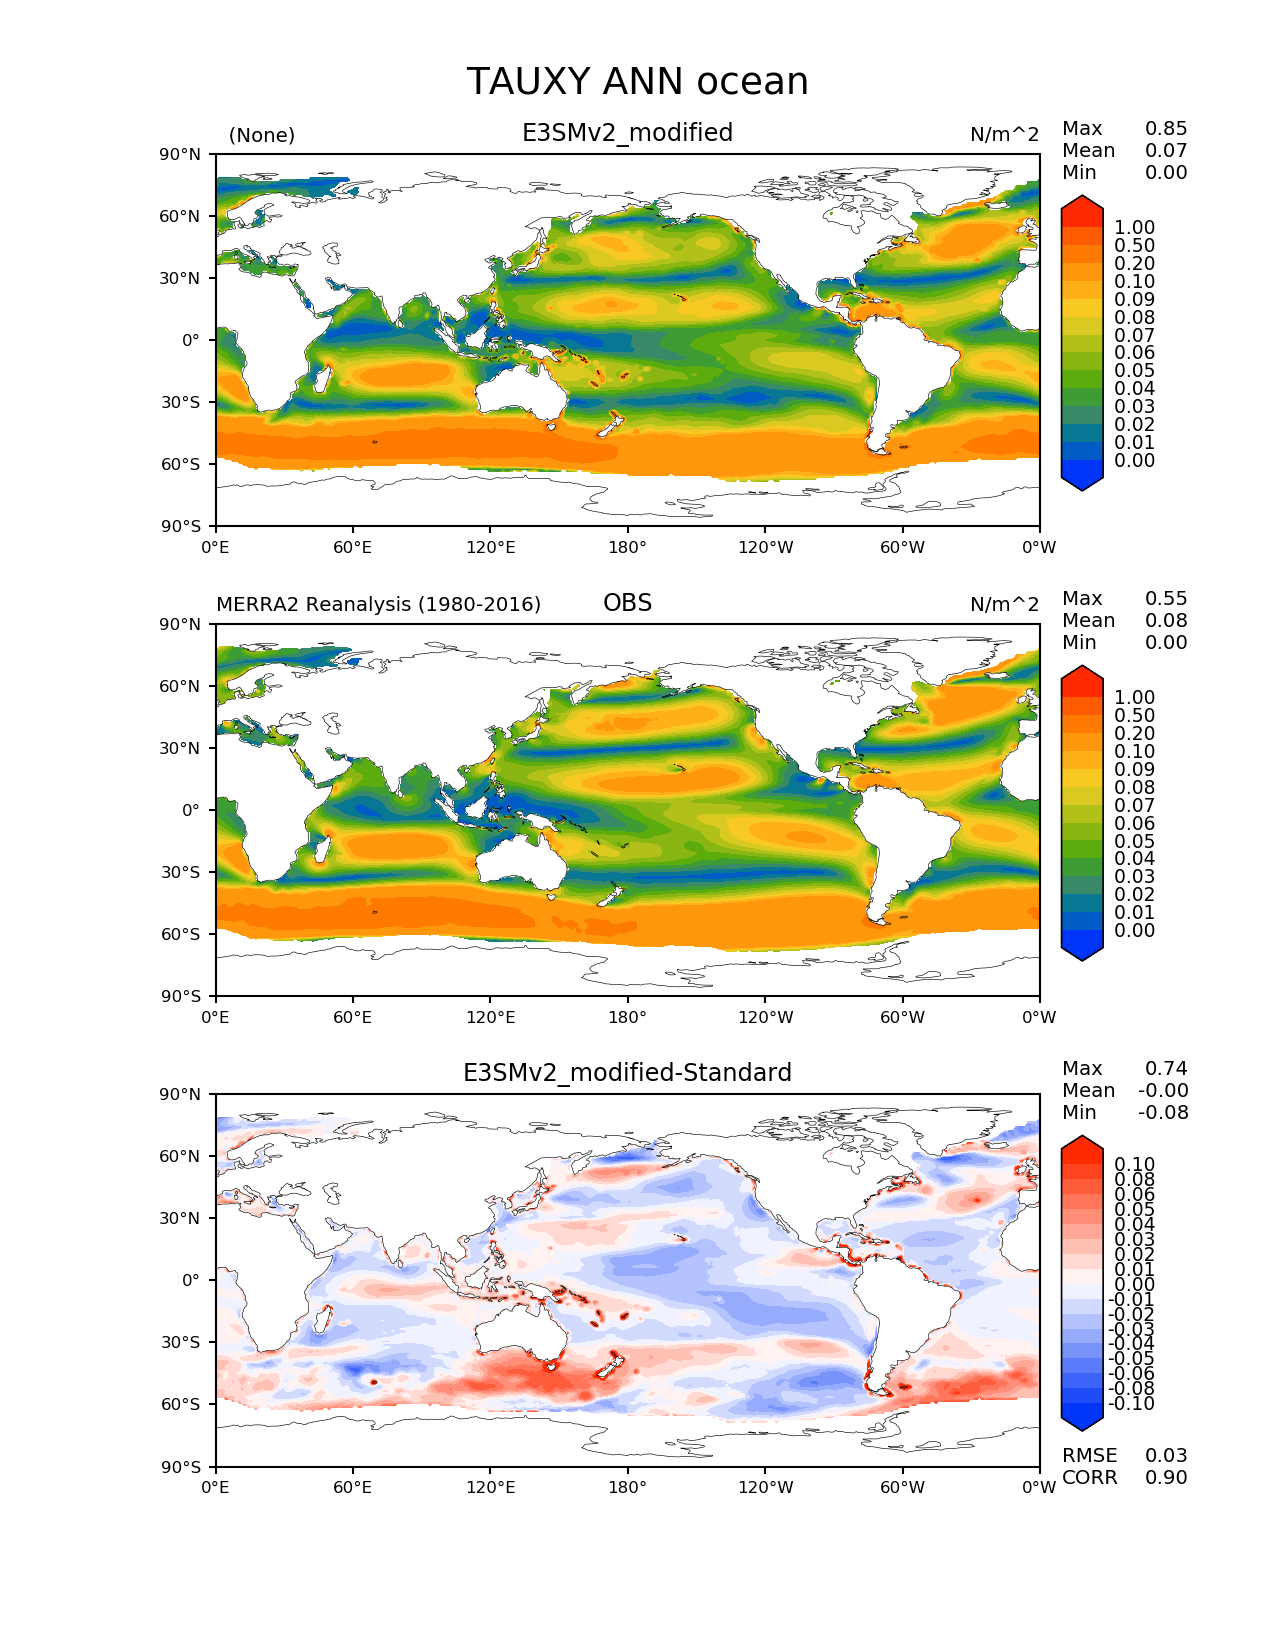 TAUXY ANN ocean
(None) E3SMv2_modified N/m^2
Max 0.85
Mean 0.07
Min 0.00
90°N
60°N
30°N
0°
30°S
60°S
90°S
0°E 60°E 120°E 180° 120°W 60°W 0°W
1.00
0.50
0.20
0.10
0.09
0.08
0.07
0.06
0.05
0.04
0.03
0.02
0.01
0.00
MERRA2 Reanalysis (1980-2016) OBS N/m^2
Max 0.55
Mean 0.08
Min 0.00
90°N
60°N
30°N
0°
30°S
60°S
90°S
0°E 60°E 120°E 180° 120°W 60°W 0°W
1.00
0.50
0.20
0.10
0.09
0.08
0.07
0.06
0.05
0.04
0.03
0.02
0.01
0.00
E3SMv2_modified-Standard
Max 0.74
Mean -0.00
Min -0.08
90°N
60°N
30°N
0°
30°S
60°S
90°S
0°E 60°E 120°E 180° 120°W 60°W 0°W
0.10
0.08
0.06
0.05
0.04
0.03
0.02
0.01
0.00
-0.01
-0.02
-0.03
-0.04
-0.05
-0.06
-0.08
-0.10
RMSE 0.03
CORR 0.90